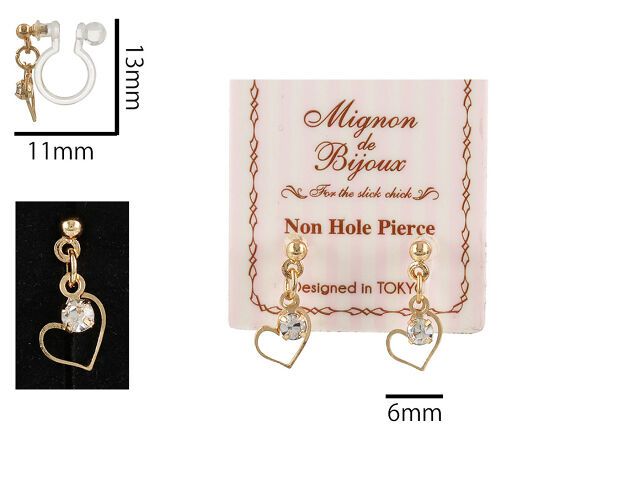 13mm
11mm
Mignon
de
Bijoux
For the slick chick
Non Hole Pierce
Designed in TOKYO
6mm